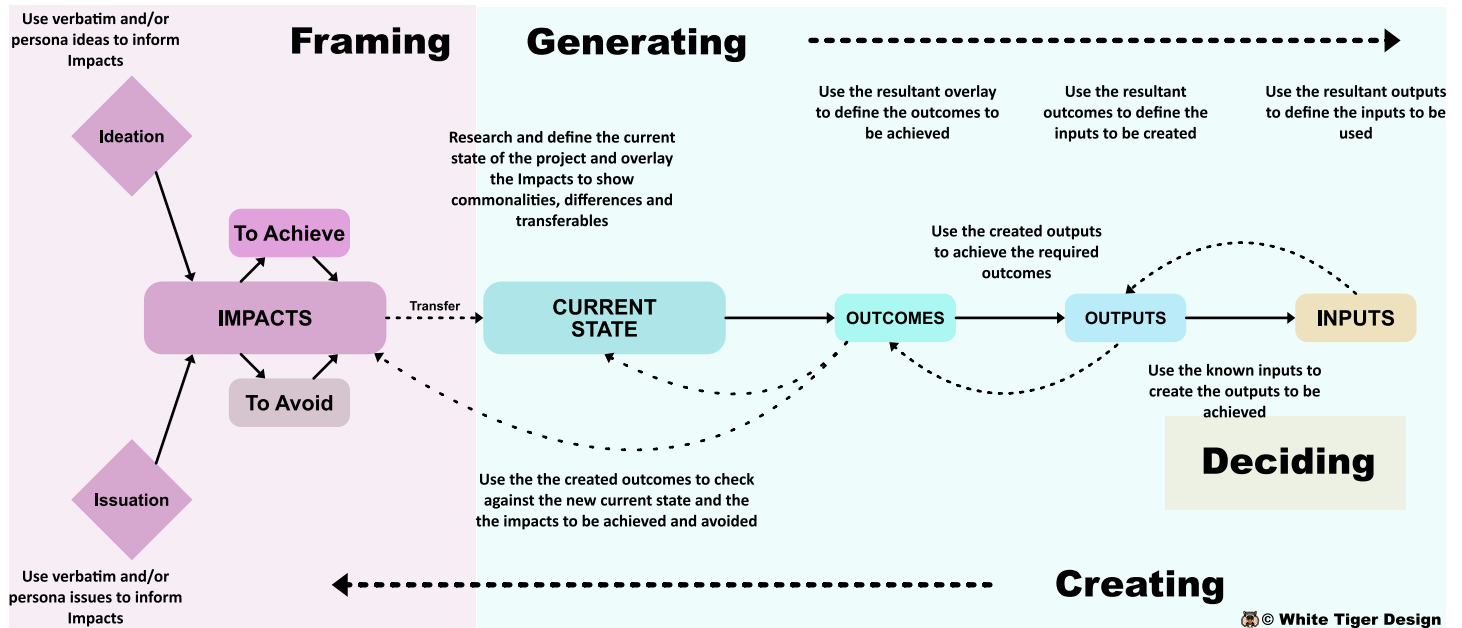 Use verbatim and/or
persona ideas to inform
Impacts
Framing
Generating
Ideation
Use the resultant overlay
to define the outcomes to
be achieved
Use the resultant
outcomes to define the
inputs to be created
Use the resultant outputs
to define the inputs to be
used
Research and define the current
state of the project and overlay
the Impacts to show
commonalities, differences and
transferables
To Achieve
Use the created outputs
to achieve the required
outcomes
IMPACTS
Transfer
CURRENT
STATE
OUTCOMES
OUTPUTS
INPUTS
To Avoid
Use the known inputs to
create the outputs to be
achieved
Deciding
Issuation
Use the the created outcomes to check
against the new current state and the
the impacts to be achieved and avoided
Use verbatim and/or
persona issues to inform
Impacts
Creating
© White Tiger Design